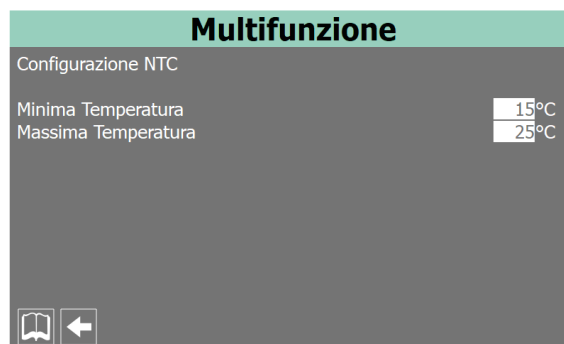 Multifunzione
Configurazione NTC
Minima Temperatura 15°C
Massima Temperatura 25°C